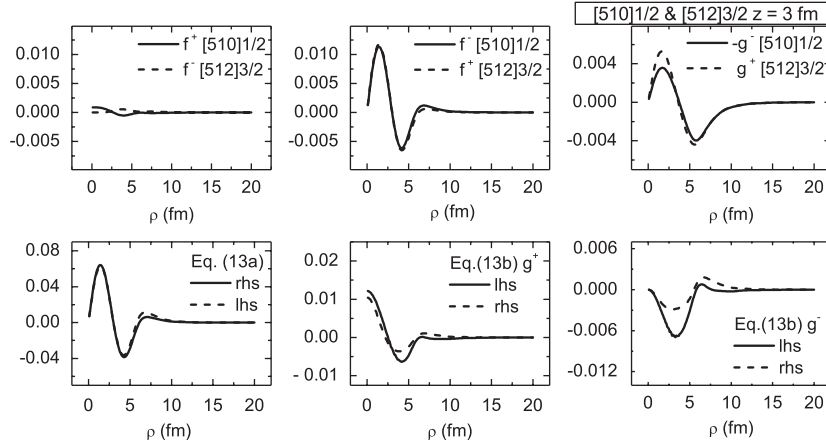 [510]1/2 & [512]3/2 z = 3 fm
0.010
0.005
0.000
-0.005
f⁺ [510]1/2
f⁻ [512]3/2
0 5 10 15 20
ρ (fm)
0.010
0.005
0.000
-0.005
f⁻ [510]1/2
f⁺ [512]3/2
0 5 10 15 20
ρ (fm)
0.004
0.000
-0.004
-g⁻ [510]1/2
g⁺ [512]3/2
0 5 10 15 20
ρ (fm)
0.08
0.04
0.00
-0.04
Eq. (13a)
rhs
lhs
0 5 10 15 20
ρ (fm)
0.02
0.01
0.00
- 0.01
Eq.(13b) g⁺
lhs
rhs
0 5 10 15 20
ρ (fm)
0.006
0.000
-0.006
-0.012
Eq.(13b) g⁻
lhs
rhs
0 5 10 15 20
ρ (fm)